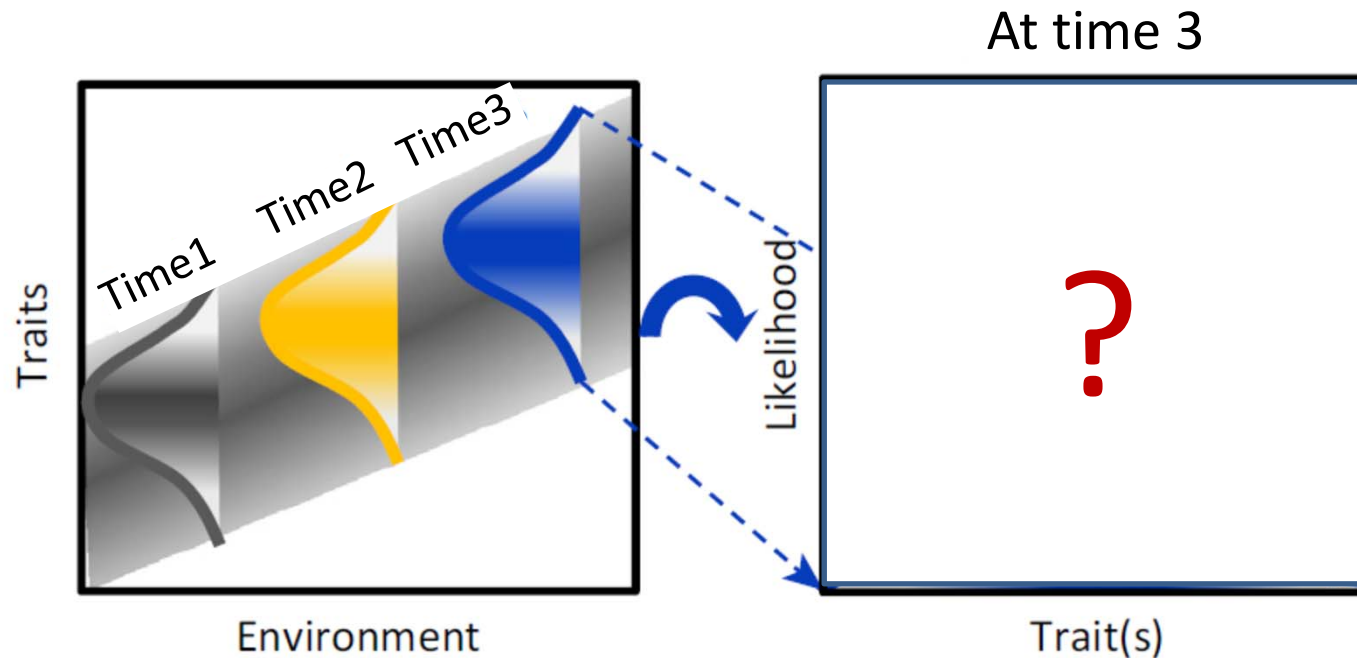 At time 3
Time1
Time2
Time3
Traits
Environment
Likelihood
?
Trait(s)